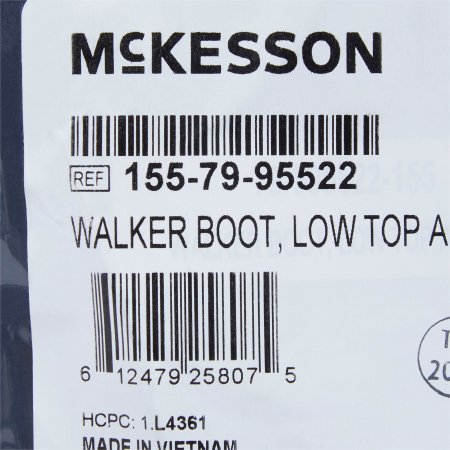 McKESSON
REF 155-79-95522
WALKER BOOT, LOW TOP A
6 12479 25807 5
HCPC: 1.L4361
MADE IN VIETNAM